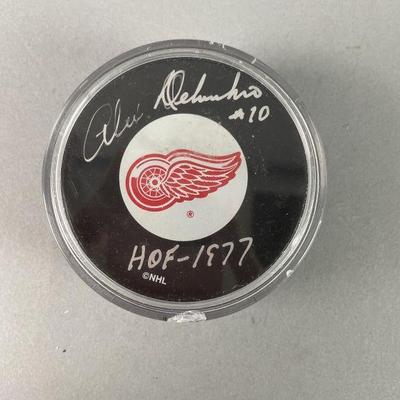 Alex Delvecchio
#10
®
HOF-1977
©NHL